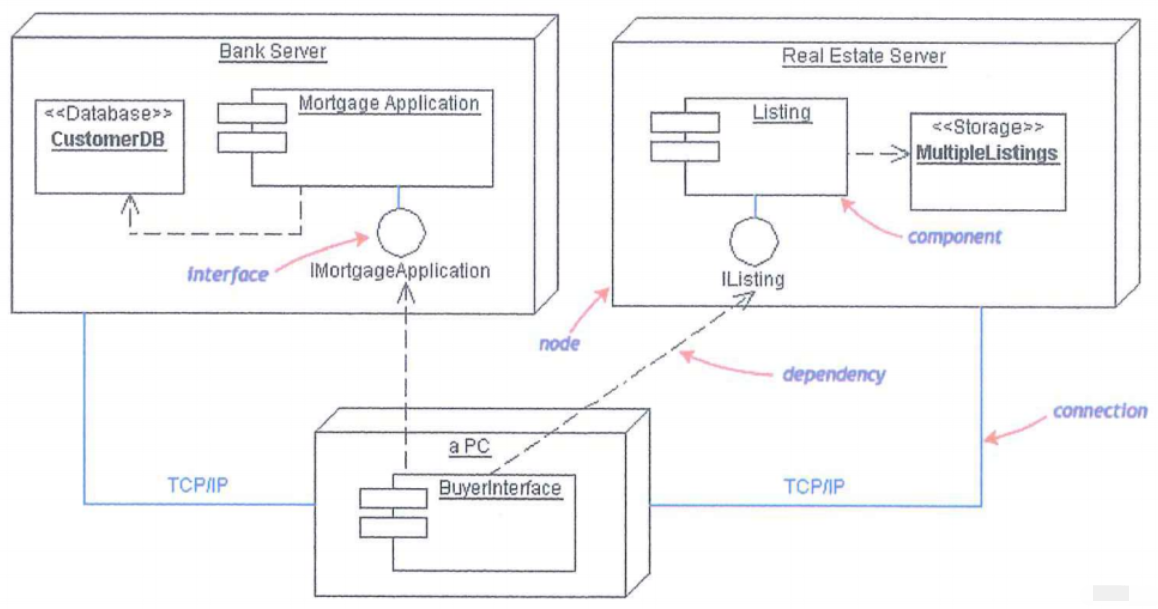 Bank Server
<<Database>>
CustomerDB
Mortgage Application
interface
IMortgageApplication
Real Estate Server
Listing
<<Storage>>
MultipleListings
component
IListing
node
dependency
connection
a PC
BuyerInterface
TCP/IP
TCP/IP